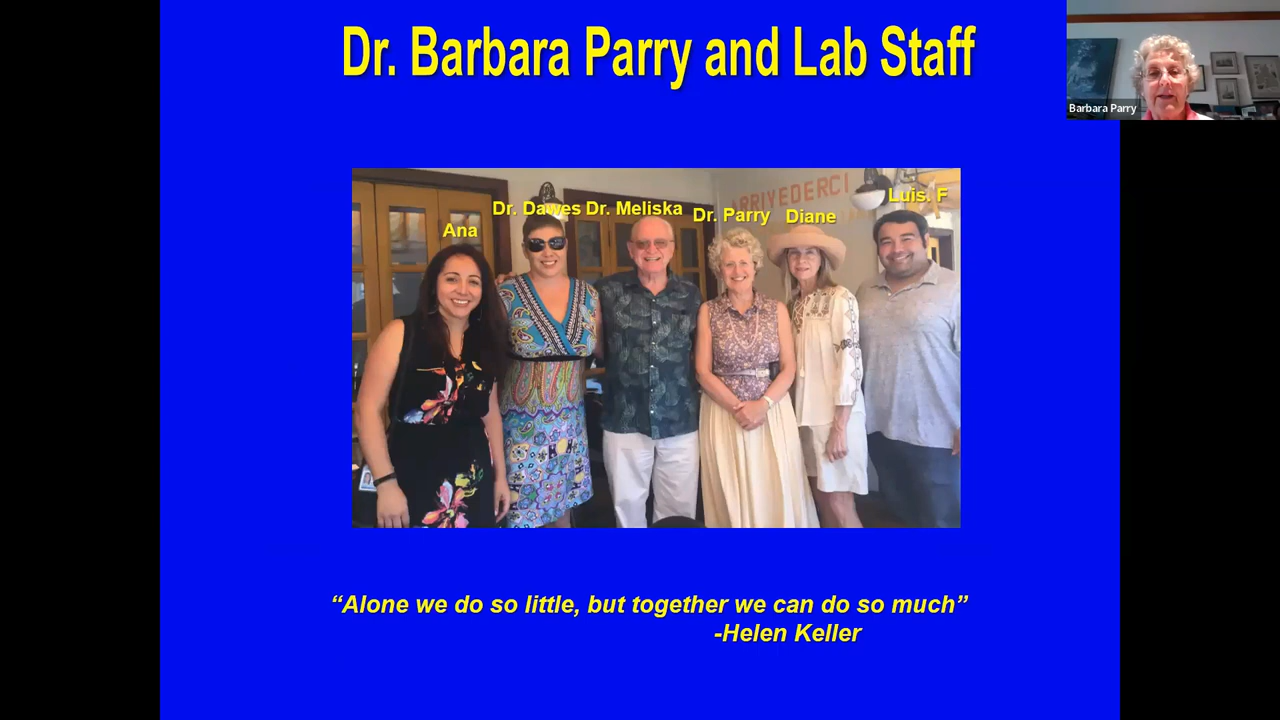 Dr. Barbara Parry and Lab Staff
Barbara Parry
ARRIVEDERCI
Ana
Dr. Dawes
Dr. Meliska
Dr. Parry
Diane
Luis. F
“Alone we do so little, but together we can do so much”
-Helen Keller